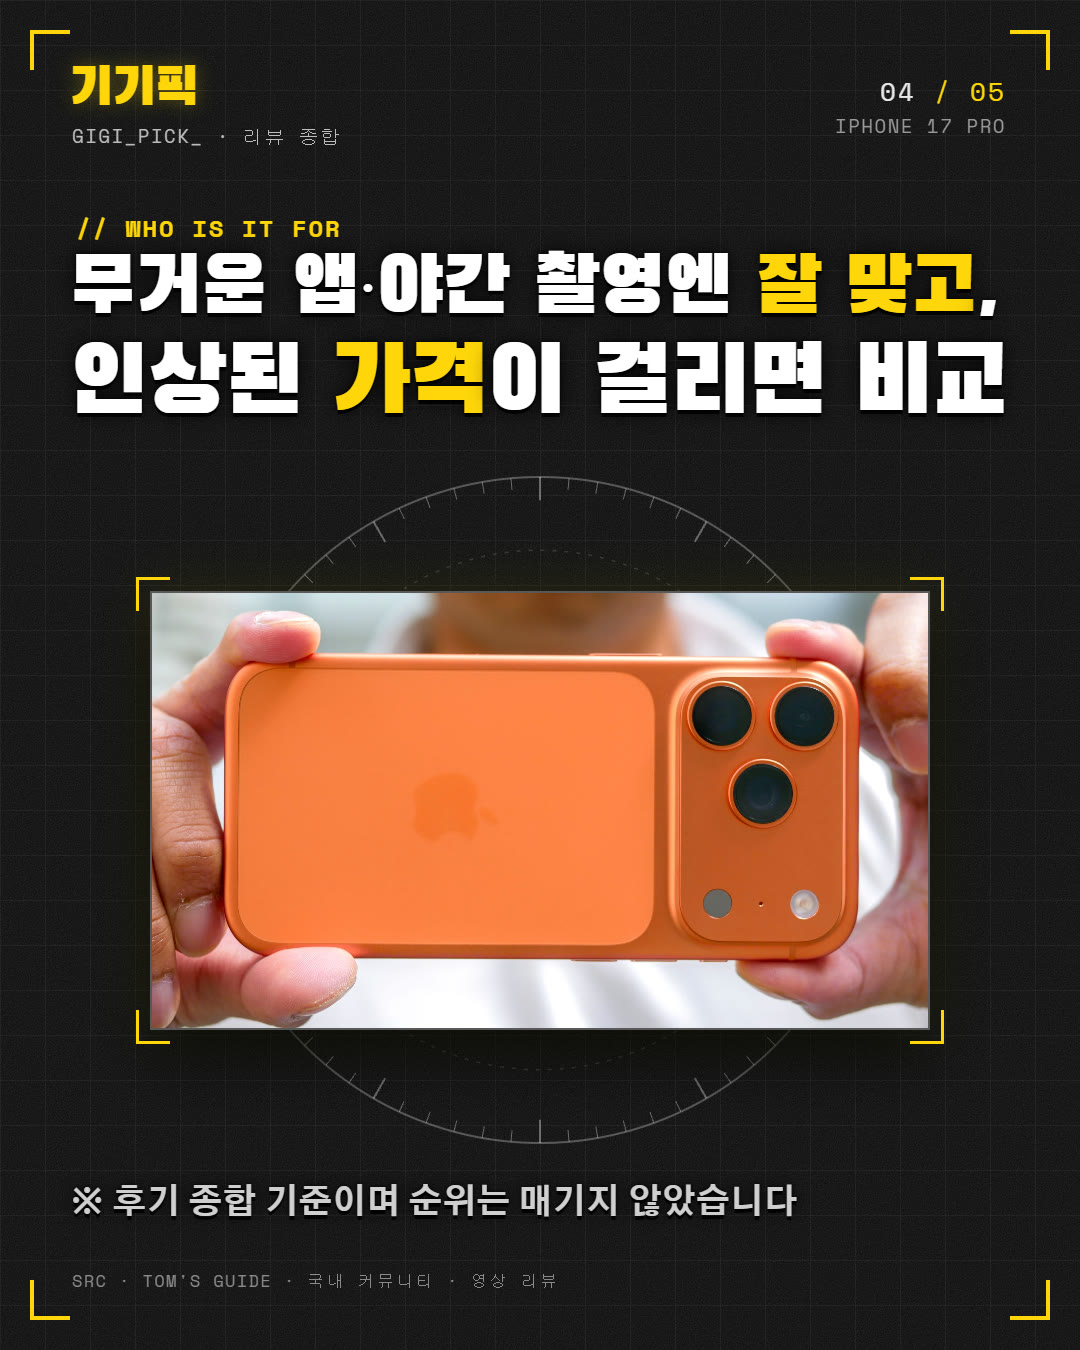 기기픽
GIGI_PICK_ · 리뷰 종합
04 / 05
IPHONE 17 PRO
// WHO IS IT FOR
무거운 앱·야간 촬영엔 잘 맞고,
인상된 가격이 걸리면 비교
※ 후기 종합 기준이며 순위는 매기지 않았습니다
SRC · TOM'S GUIDE · 국내 커뮤니티 · 영상 리뷰